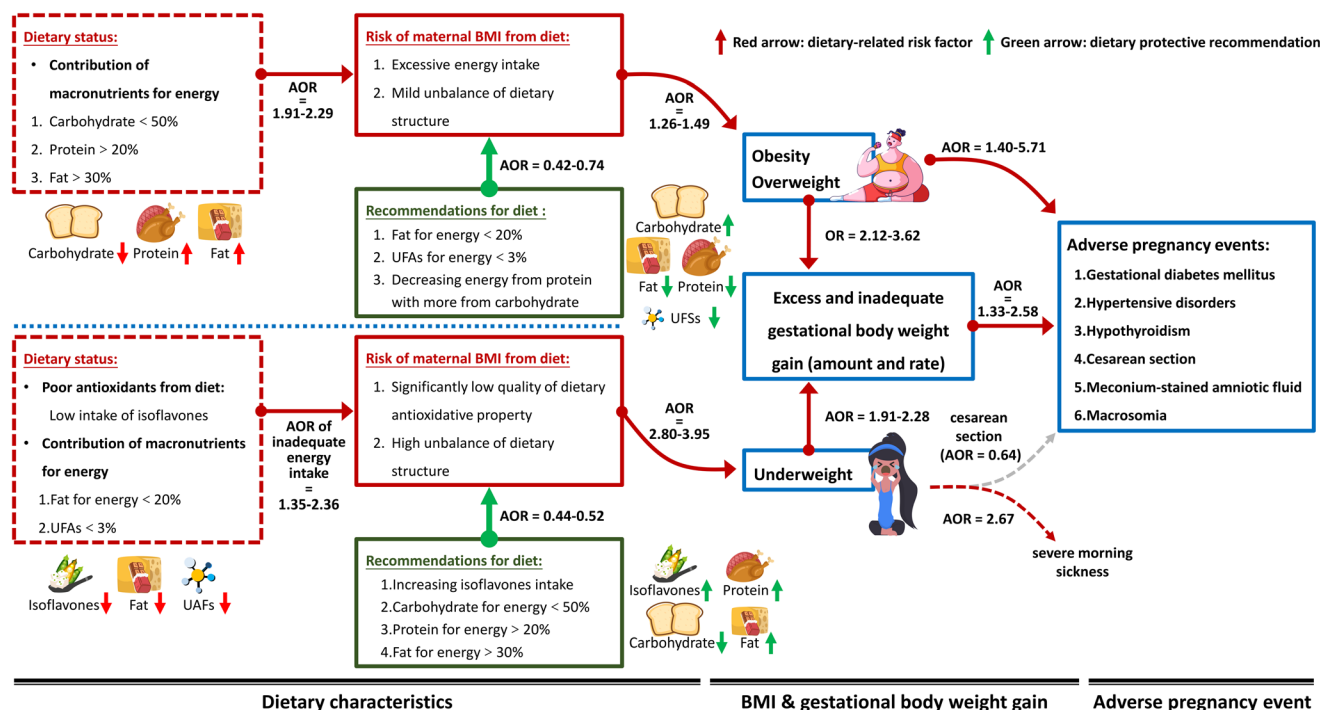 Red arrow: dietary-related risk factor
Green arrow: dietary protective recommendation
Dietary status:
• Contribution of
macronutrients for energy
1. Carbohydrate < 50%
2. Protein > 20%
3. Fat > 30%
Carbohydrate
Protein
Fat
AOR
=
1.91-2.29
Risk of maternal BMI from diet:
1. Excessive energy intake
2. Mild unbalance of dietary
structure
AOR = 0.42-0.74
Recommendations for diet :
1. Fat for energy < 20%
2. UFAs for energy < 3%
3. Decreasing energy from protein
with more from carbohydrate
Carbohydrate
Fat
Protein
UFSs
AOR
=
1.26-1.49
Obesity
Overweight
AOR = 1.40-5.71
OR = 2.12-3.62
Excess and inadequate
gestational body weight
gain (amount and rate)
AOR
=
1.33-2.58
Adverse pregnancy events:
1.Gestational diabetes mellitus
2.Hypertensive disorders
3.Hypothyroidism
4.Cesarean section
5.Meconium-stained amniotic fluid
6.Macrosomia
Dietary status:
• Poor antioxidants from diet:
Low intake of isoflavones
• Contribution of macronutrients
for energy
1.Fat for energy < 20%
2.UFAs < 3%
Isoflavones
Fat
UAFs
AOR of
inadequate
energy
intake
=
1.35-2.36
Risk of maternal BMI from diet:
1. Significantly low quality of dietary
antioxidative property
2. High unbalance of dietary
structure
AOR = 0.44-0.52
Recommendations for diet:
1.Increasing isoflavones intake
2.Carbohydrate for energy < 50%
3.Protein for energy > 20%
4.Fat for energy > 30%
Isoflavones
Protein
Carbohydrate
Fat
AOR
=
2.80-3.95
Underweight
AOR = 1.91-2.28
cesarean
section
(AOR = 0.64)
AOR = 2.67
severe morning
sickness
Dietary characteristics
BMI & gestational body weight gain
Adverse pregnancy event